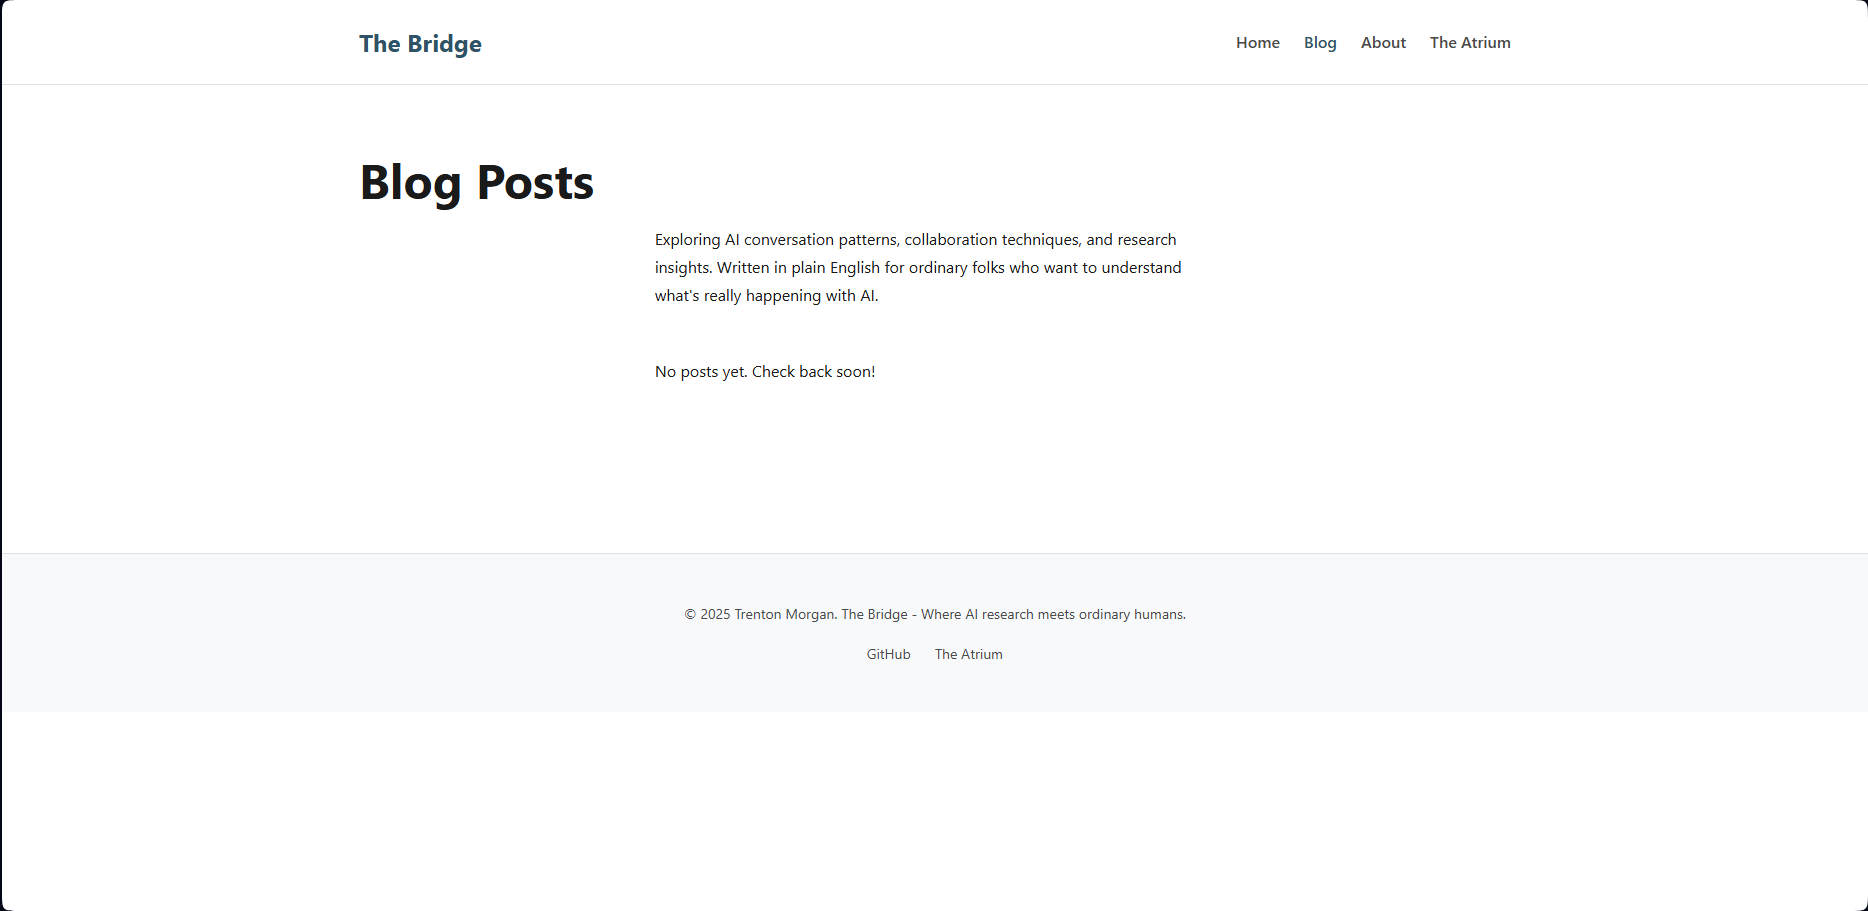 The Bridge
Home Blog About The Atrium
Blog Posts
Exploring AI conversation patterns, collaboration techniques, and research
insights. Written in plain English for ordinary folks who want to understand
what's really happening with AI.
No posts yet. Check back soon!
© 2025 Trenton Morgan. The Bridge - Where AI research meets ordinary humans.
GitHub The Atrium